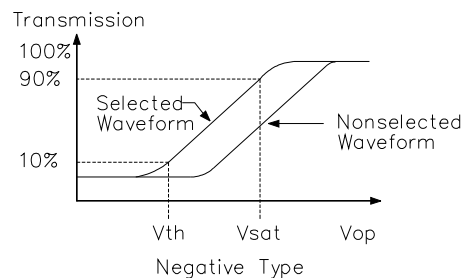 Transmission
100%
90%
Selected
Waveform
Nonselected
Waveform
10%
Vth
Vsat
Vop
Negative Type